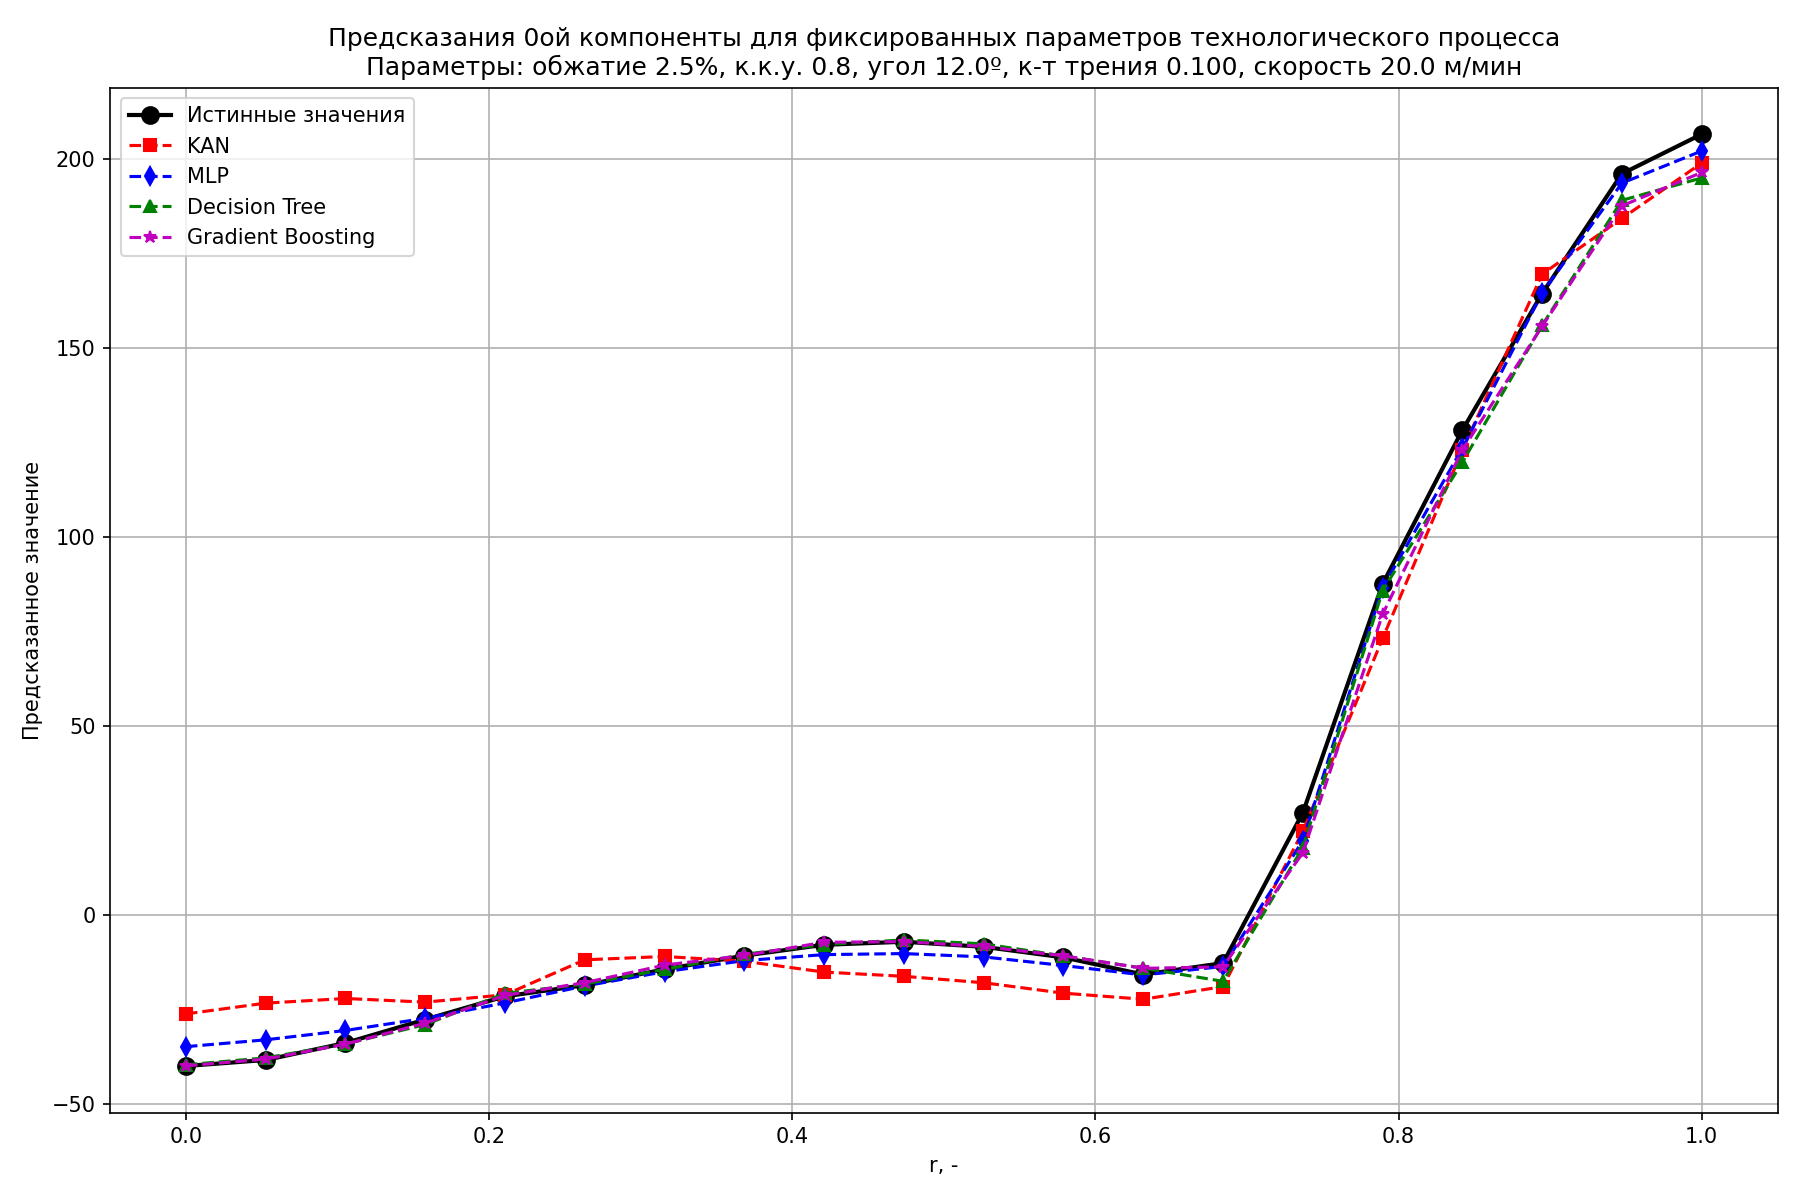 Предсказания 0ой компоненты для фиксированных параметров технологического процесса
Параметры: обжатие 2.5%, к.к.у. 0.8, угол 12.0º, к-т трения 0.100, скорость 20.0 м/мин
Истинные значения
KAN
MLP
Decision Tree
Gradient Boosting
Предсказанное значение
200
150
100
50
0
−50
0.0
0.2
0.4
0.6
0.8
1.0
r, -